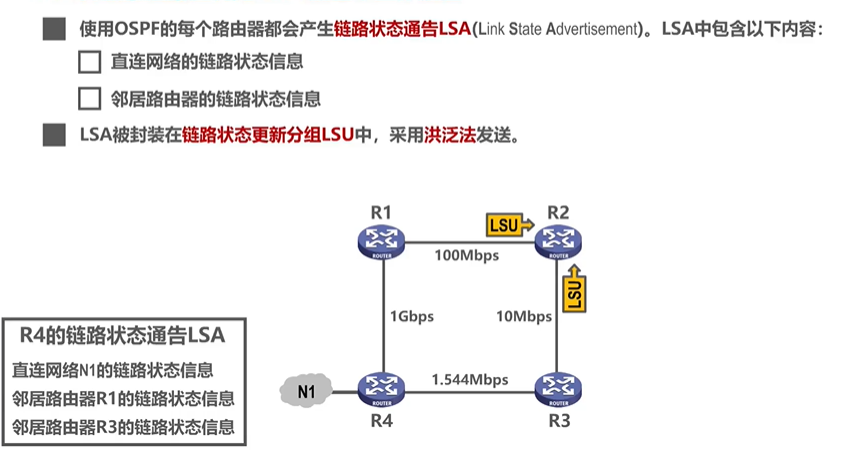 使用OSPF的每个路由器都会产生链路状态通告LSA(Link State Advertisement)。LSA中包含以下内容：
直连网络的链路状态信息
邻居路由器的链路状态信息
LSA被封装在链路状态更新分组LSU中，采用洪泛法发送。
R1
R2
LSU
ROUTER
ROUTER
100Mbps
LSU
1Gbps
10Mbps
R4的链路状态通告LSA
直连网络N1的链路状态信息
邻居路由器R1的链路状态信息
邻居路由器R3的链路状态信息
N1
1.544Mbps
ROUTER
ROUTER
R4
R3